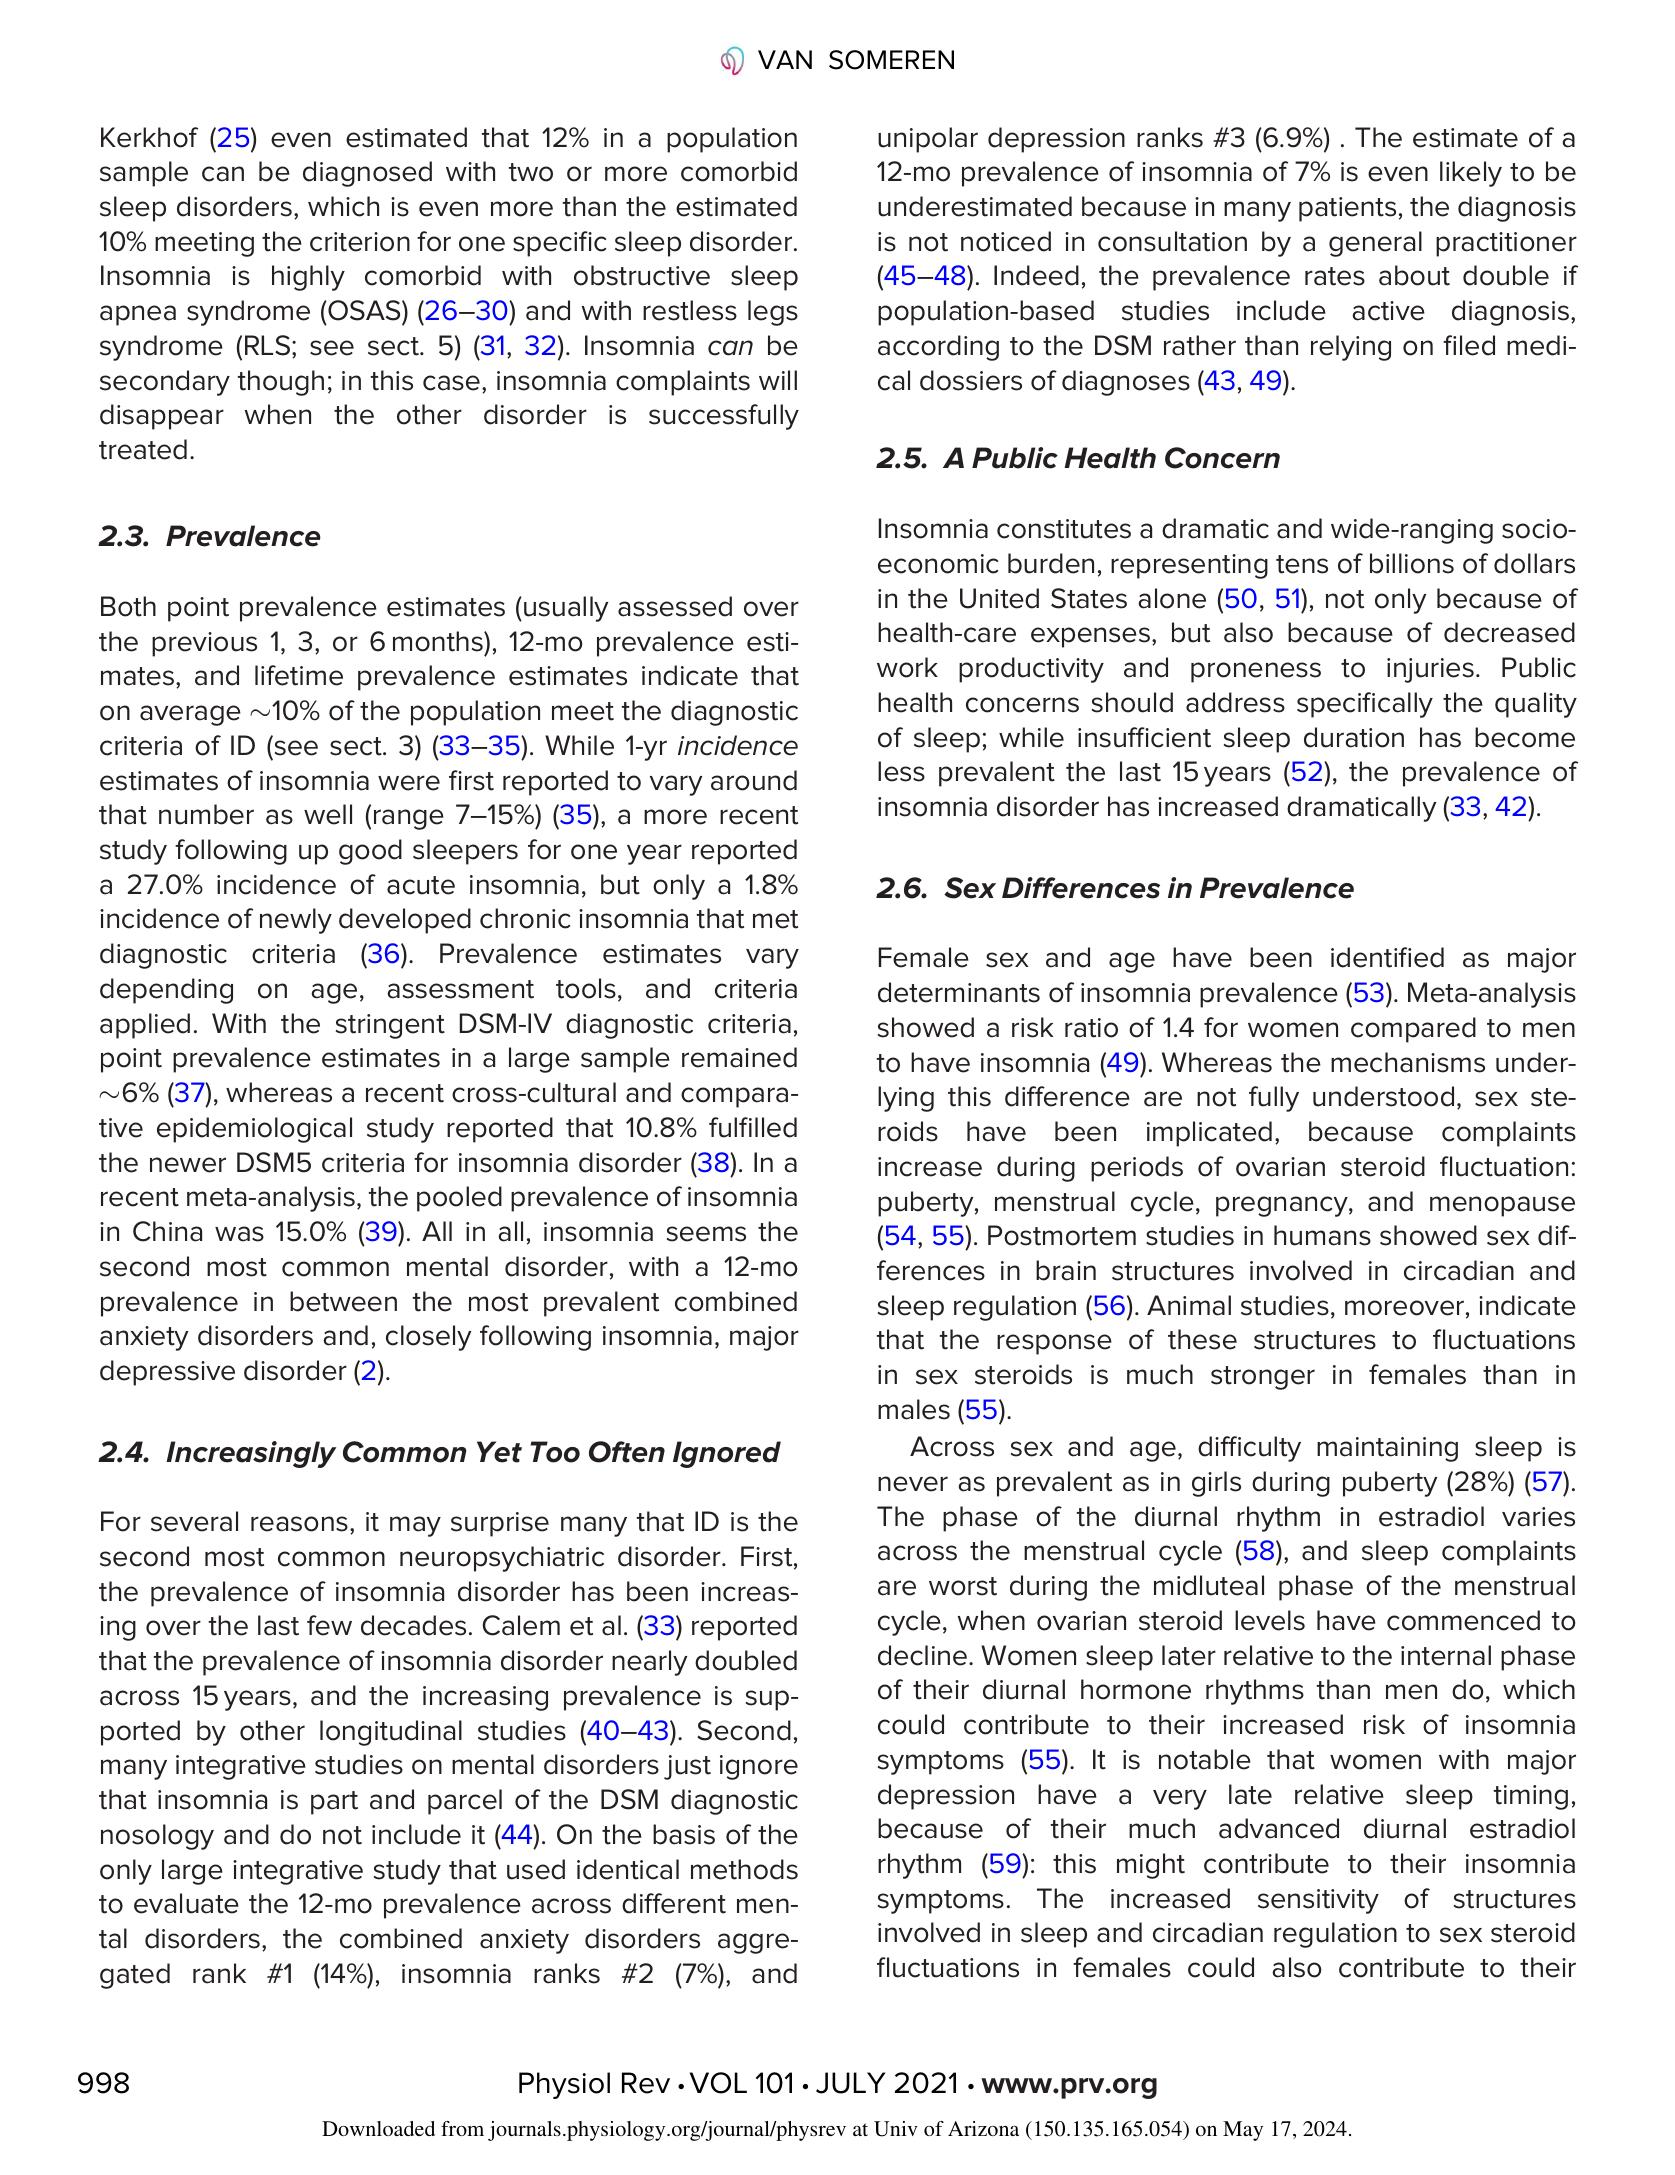 VAN SOMEREN
Kerkhof (25) even estimated that 12% in a population
sample can be diagnosed with two or more comorbid
sleep disorders, which is even more than the estimated
10% meeting the criterion for one specific sleep disorder.
Insomnia is highly comorbid with obstructive sleep
apnea syndrome (OSAS) (26–30) and with restless legs
syndrome (RLS; see sect. 5) (31, 32). Insomnia can be
secondary though; in this case, insomnia complaints will
disappear when the other disorder is successfully
treated.
2.3. Prevalence
Both point prevalence estimates (usually assessed over
the previous 1, 3, or 6 months), 12-mo prevalence esti-
mates, and lifetime prevalence estimates indicate that
on average ~10% of the population meet the diagnostic
criteria of ID (see sect. 3) (33–35). While 1-yr incidence
estimates of insomnia were first reported to vary around
that number as well (range 7–15%) (35), a more recent
study following up good sleepers for one year reported
a 27.0% incidence of acute insomnia, but only a 1.8%
incidence of newly developed chronic insomnia that met
diagnostic criteria (36). Prevalence estimates vary
depending on age, assessment tools, and criteria
applied. With the stringent DSM-IV diagnostic criteria,
point prevalence estimates in a large sample remained
~6% (37), whereas a recent cross-cultural and compara-
tive epidemiological study reported that 10.8% fulfilled
the newer DSM5 criteria for insomnia disorder (38). In a
recent meta-analysis, the pooled prevalence of insomnia
in China was 15.0% (39). All in all, insomnia seems the
second most common mental disorder, with a 12-mo
prevalence in between the most prevalent combined
anxiety disorders and, closely following insomnia, major
depressive disorder (2).
2.4. Increasingly Common Yet Too Often Ignored
For several reasons, it may surprise many that ID is the
second most common neuropsychiatric disorder. First,
the prevalence of insomnia disorder has been increas-
ing over the last few decades. Calem et al. (33) reported
that the prevalence of insomnia disorder nearly doubled
across 15 years, and the increasing prevalence is sup-
ported by other longitudinal studies (40–43). Second,
many integrative studies on mental disorders just ignore
that insomnia is part and parcel of the DSM diagnostic
nosology and do not include it (44). On the basis of the
only large integrative study that used identical methods
to evaluate the 12-mo prevalence across different men-
tal disorders, the combined anxiety disorders aggre-
gated rank #1 (14%), insomnia ranks #2 (7%), and
unipolar depression ranks #3 (6.9%) . The estimate of a
12-mo prevalence of insomnia of 7% is even likely to be
underestimated because in many patients, the diagnosis
is not noticed in consultation by a general practitioner
(45–48). Indeed, the prevalence rates about double if
population-based studies include active diagnosis,
according to the DSM rather than relying on filed medi-
cal dossiers of diagnoses (43, 49).
2.5. A Public Health Concern
Insomnia constitutes a dramatic and wide-ranging socio-
economic burden, representing tens of billions of dollars
in the United States alone (50, 51), not only because of
health-care expenses, but also because of decreased
work productivity and proneness to injuries. Public
health concerns should address specifically the quality
of sleep; while insufficient sleep duration has become
less prevalent the last 15 years (52), the prevalence of
insomnia disorder has increased dramatically (33, 42).
2.6. Sex Differences in Prevalence
Female sex and age have been identified as major
determinants of insomnia prevalence (53). Meta-analysis
showed a risk ratio of 1.4 for women compared to men
to have insomnia (49). Whereas the mechanisms under-
lying this difference are not fully understood, sex ste-
roids have been implicated, because complaints
increase during periods of ovarian steroid fluctuation:
puberty, menstrual cycle, pregnancy, and menopause
(54, 55). Postmortem studies in humans showed sex dif-
ferences in brain structures involved in circadian and
sleep regulation (56). Animal studies, moreover, indicate
that the response of these structures to fluctuations
in sex steroids is much stronger in females than in
males (55).
Across sex and age, difficulty maintaining sleep is
never as prevalent as in girls during puberty (28%) (57).
The phase of the diurnal rhythm in estradiol varies
across the menstrual cycle (58), and sleep complaints
are worst during the midluteal phase of the menstrual
cycle, when ovarian steroid levels have commenced to
decline. Women sleep later relative to the internal phase
of their diurnal hormone rhythms than men do, which
could contribute to their increased risk of insomnia
symptoms (55). It is notable that women with major
depression have a very late relative sleep timing,
because of their much advanced diurnal estradiol
rhythm (59): this might contribute to their insomnia
symptoms. The increased sensitivity of structures
involved in sleep and circadian regulation to sex steroid
fluctuations in females could also contribute to their
998
Physiol Rev • VOL 101 • JULY 2021 • www.prv.org
Downloaded from journals.physiology.org/journal/physrev at Univ of Arizona (150.135.165.054) on May 17, 2024.